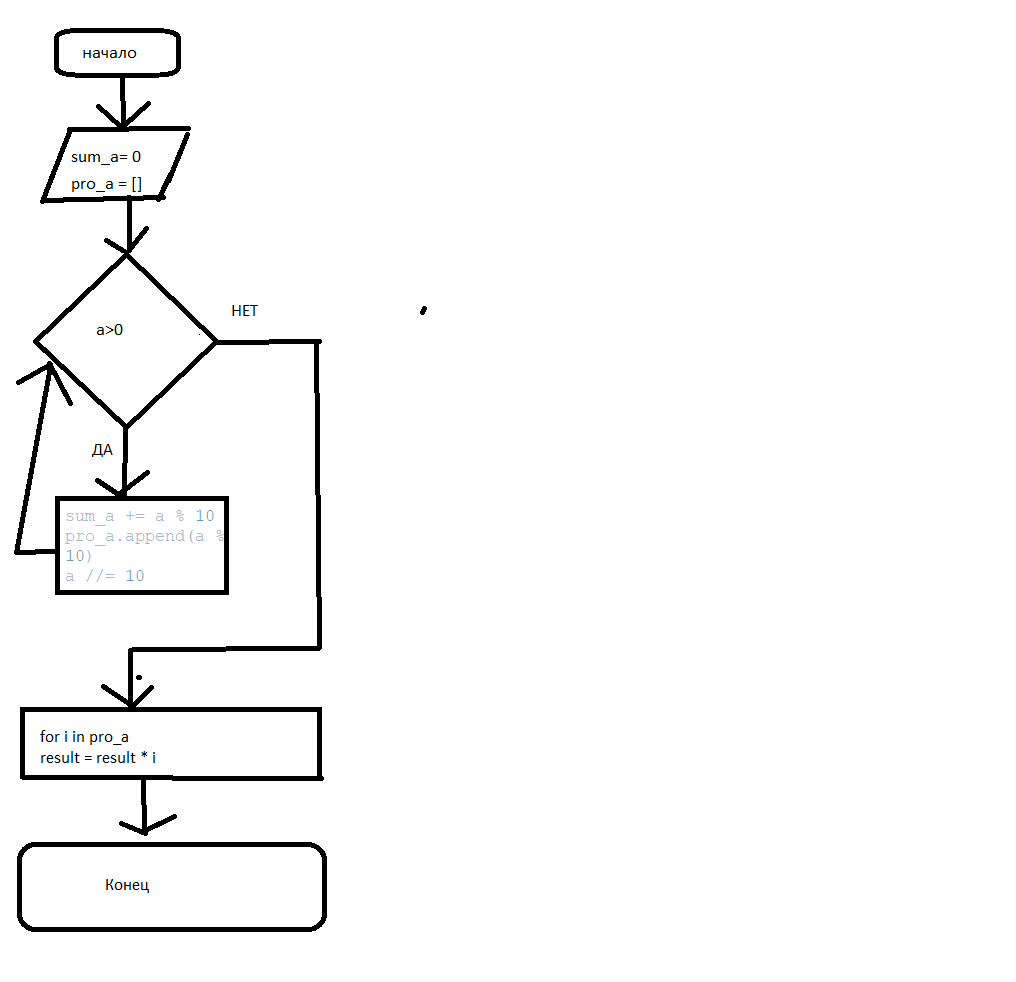 начало
sum_a= 0
pro_a = []
a>0
НЕТ
ДА
sum_a += a % 10
pro_a.append(a %
10)
a //= 10
for i in pro_a
result = result * i
Конец